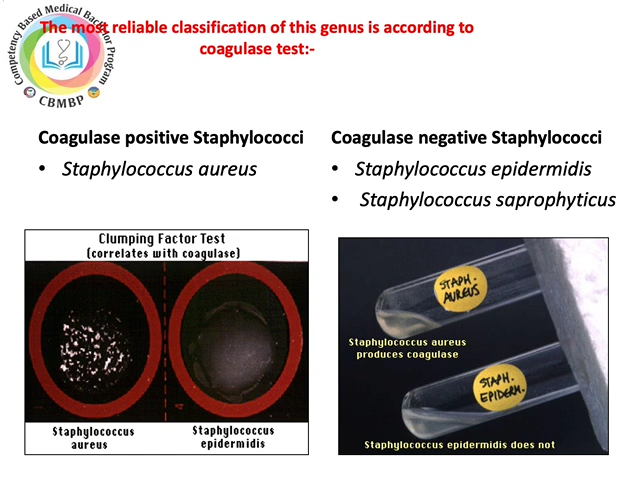 The most reliable classification of this genus is according to
coagulase test:-
Competency Based Medical Bachelor Program
CBMBP
Coagulase positive Staphylococci
• Staphylococcus aureus
Coagulase negative Staphylococci
• Staphylococcus epidermidis
• Staphylococcus saprophyticus
Clumping Factor Test
(correlates with coagulase)
Staphylococcus
aureus
Staphylococcus
epidermidis
STAPH.
AUREUS
Staphylococcus aureus
produces coagulase
STAPH.
EPIDERM.
Staphylococcus epidermidis does not